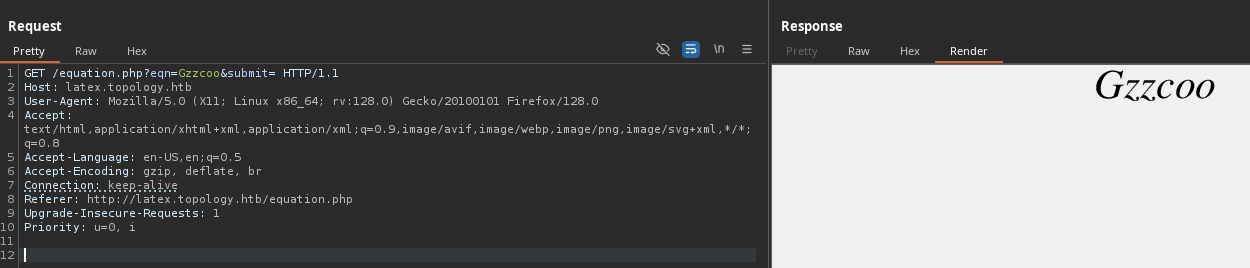 Request
Pretty Raw Hex \n
1 GET /equation.php?eqn=Gzzcoo&submit= HTTP/1.1
2 Host: latex.topology.htb
3 User-Agent: Mozilla/5.0 (X11; Linux x86_64; rv:128.0) Gecko/20100101 Firefox/128.0
4 Accept:
text/html,application/xhtml+xml,application/xml;q=0.9,image/avif,image/webp,image/png,image/svg+xml,*/*;
q=0.8
5 Accept-Language: en-US,en;q=0.5
6 Accept-Encoding: gzip, deflate, br
7 Connection: keep-alive
8 Referer: http://latex.topology.htb/equation.php
9 Upgrade-Insecure-Requests: 1
10 Priority: u=0, i
11
12
Response
Pretty Raw Hex Render
Gzzcoo